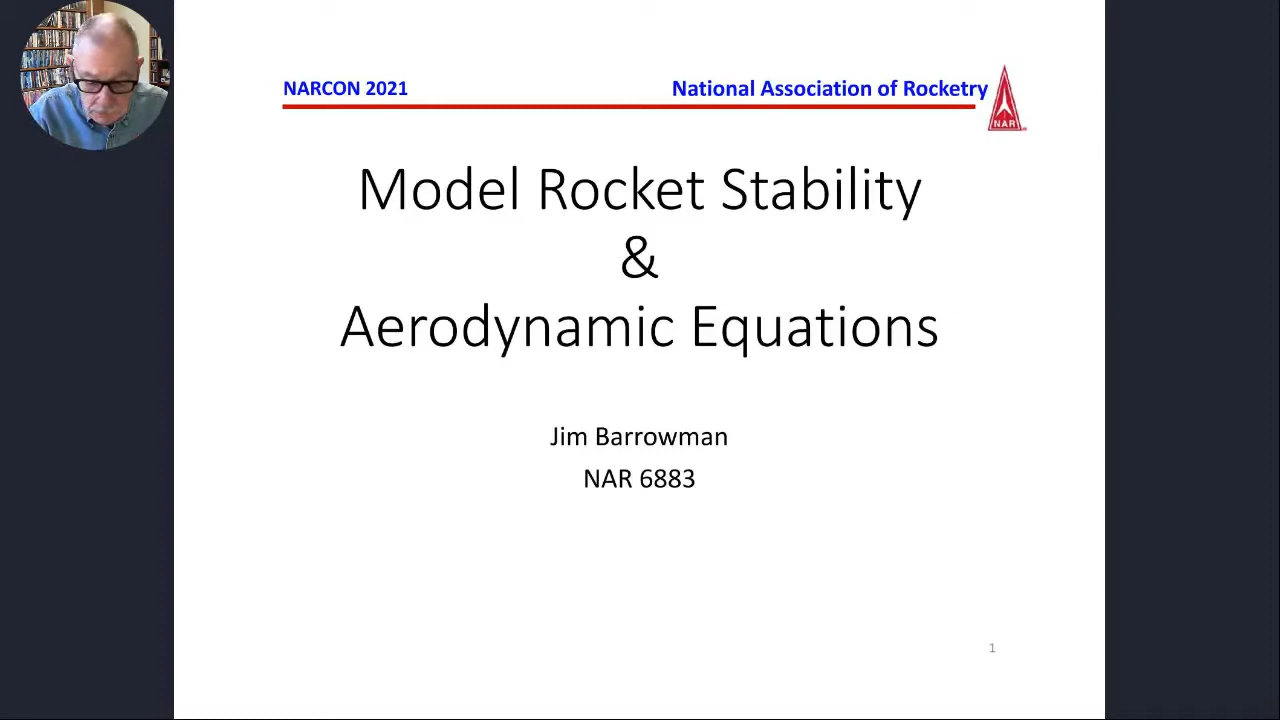 NARCON 2021
National Association of Rocketry
NAR
Model Rocket Stability
&
Aerodynamic Equations
Jim Barrowman
NAR 6883
1